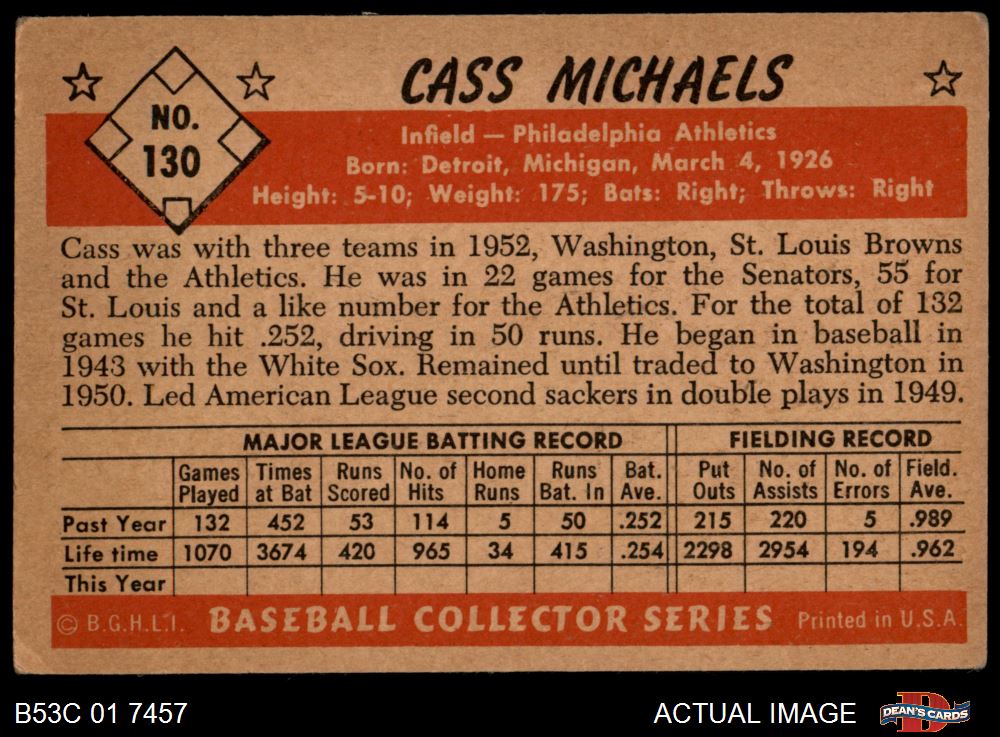 CASS MICHAELS
NO.
130
Infield — Philadelphia Athletics
Born: Detroit, Michigan, March 4, 1926
Height: 5-10; Weight: 175; Bats: Right; Throws: Right
Cass was with three teams in 1952, Washington, St. Louis Browns
and the Athletics. He was in 22 games for the Senators, 55 for
St. Louis and a like number for the Athletics. For the total of 132
games he hit .252, driving in 50 runs. He began in baseball in
1943 with the White Sox. Remained until traded to Washington in
1950. Led American League second sackers in double plays in 1949.
MAJOR LEAGUE BATTING RECORD FIELDING RECORD
Games Times Runs No. of Home Runs Bat. Put No. of No. of Field.
Played at Bat Scored Hits Runs Bat. In Ave. Outs Assists Errors Ave.
Past Year 132 452 53 114 5 50 .252 215 220 5 .989
Life time 1070 3674 420 965 34 415 .254 2298 2954 194 .962
This Year
© B.G.H.L.I. BASEBALL COLLECTOR SERIES Printed in U.S.A.
B53C 01 7457 ACTUAL IMAGE DEAN'S CARDS